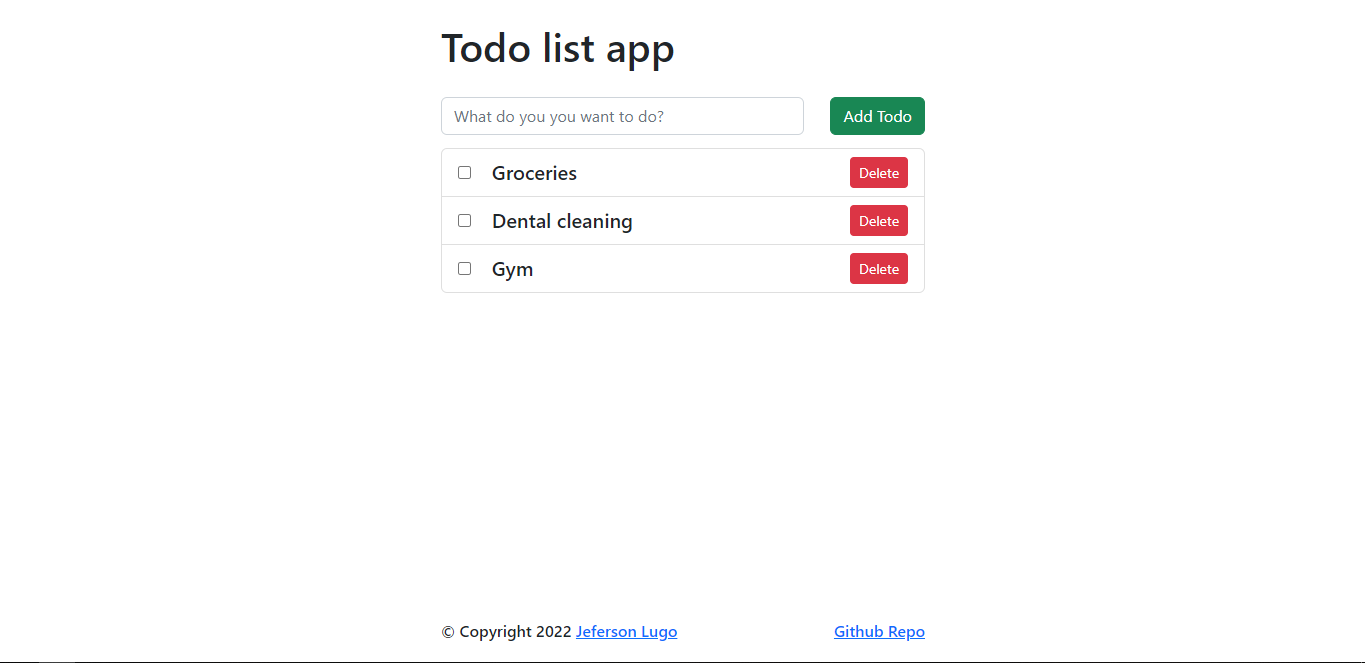 Todo list app
What do you you want to do?
Add Todo
Groceries
Delete
Dental cleaning
Delete
Gym
Delete
© Copyright 2022 Jeferson Lugo
Github Repo